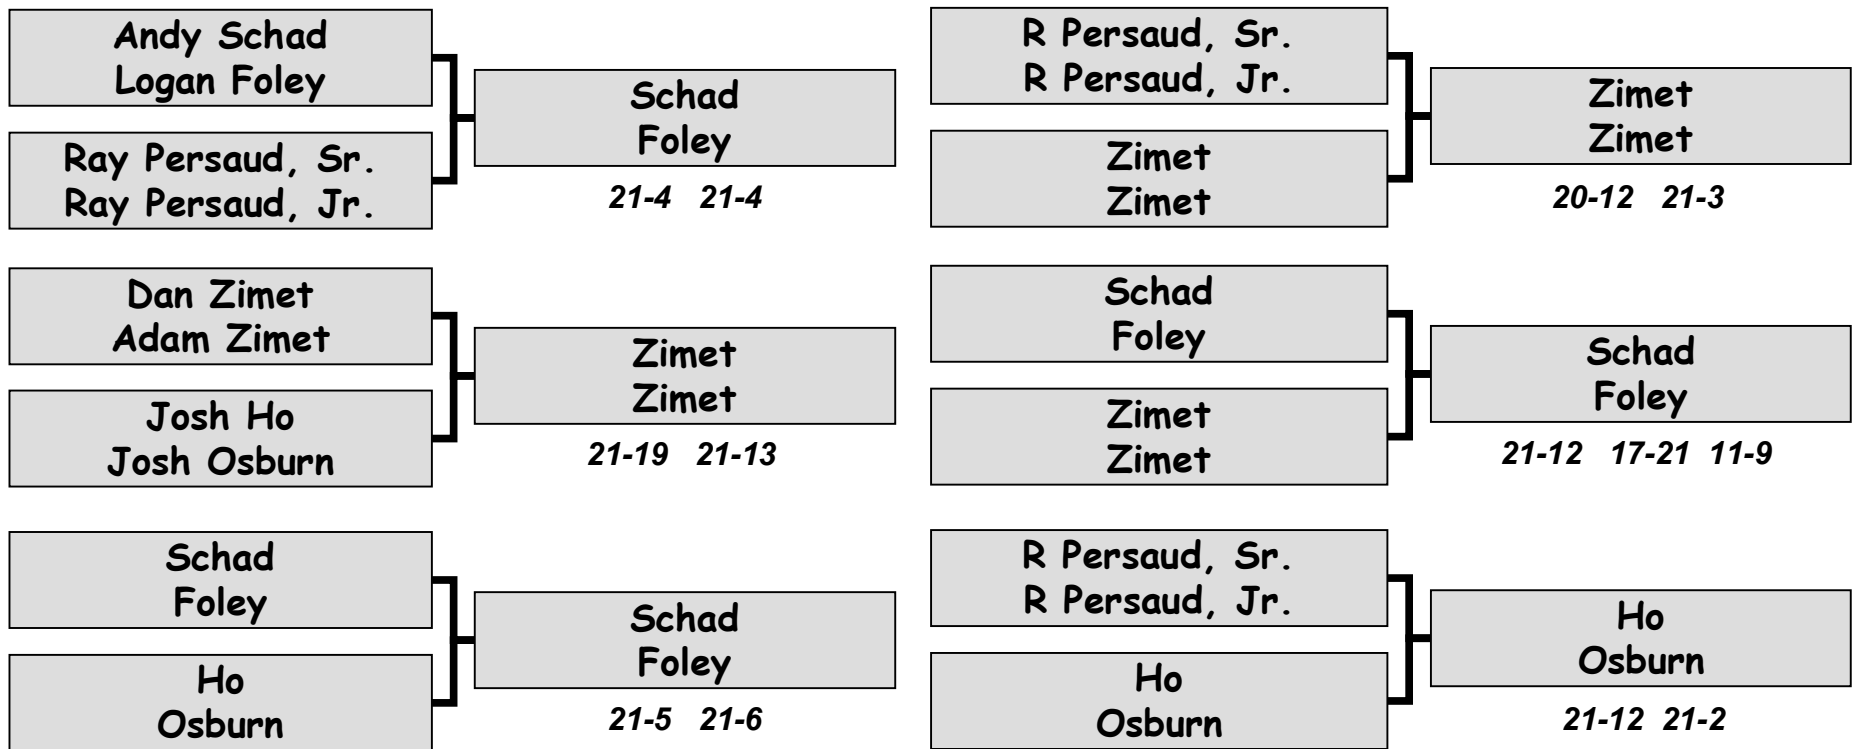 Andy Schad
Logan Foley
Ray Persaud, Sr.
Ray Persaud, Jr.
Schad
Foley
21-4 21-4
Dan Zimet
Adam Zimet
Josh Ho
Josh Osburn
Zimet
Zimet
21-19 21-13
Schad
Foley
Ho
Osburn
Schad
Foley
21-5 21-6
R Persaud, Sr.
R Persaud, Jr.
Zimet
Zimet
Zimet
Zimet
20-12 21-3
Schad
Foley
Zimet
Zimet
Schad
Foley
21-12 17-21 11-9
R Persaud, Sr.
R Persaud, Jr.
Ho
Osburn
Ho
Osburn
21-12 21-2